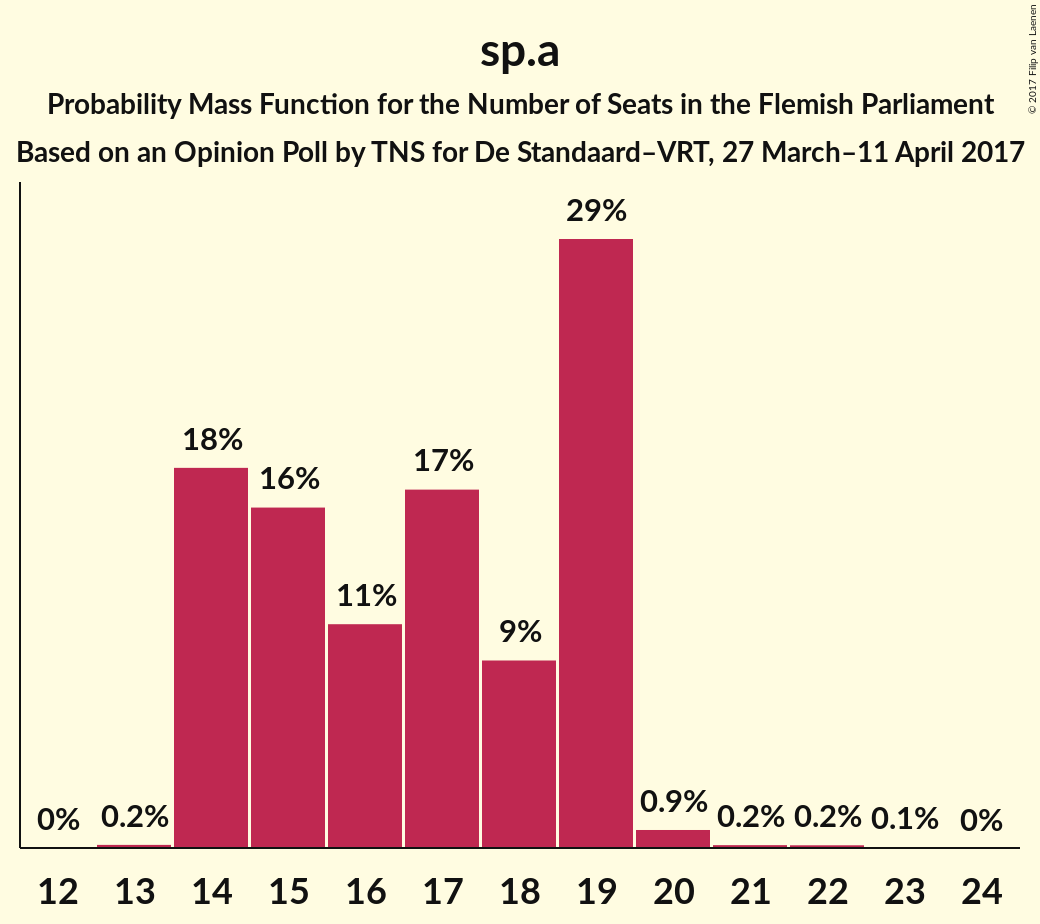 sp.a
Probability Mass Function for the Number of Seats in the Flemish Parliament
Based on an Opinion Poll by TNS for De Standaard–VRT, 27 March–11 April 2017
© 2017 Filip van Laenen
29%
18%
17%
16%
11%
9%
0.9%
0%
0.2%
0.2%
0.2%
0.1%
0%
12 13 14 15 16 17 18 19 20 21 22 23 24